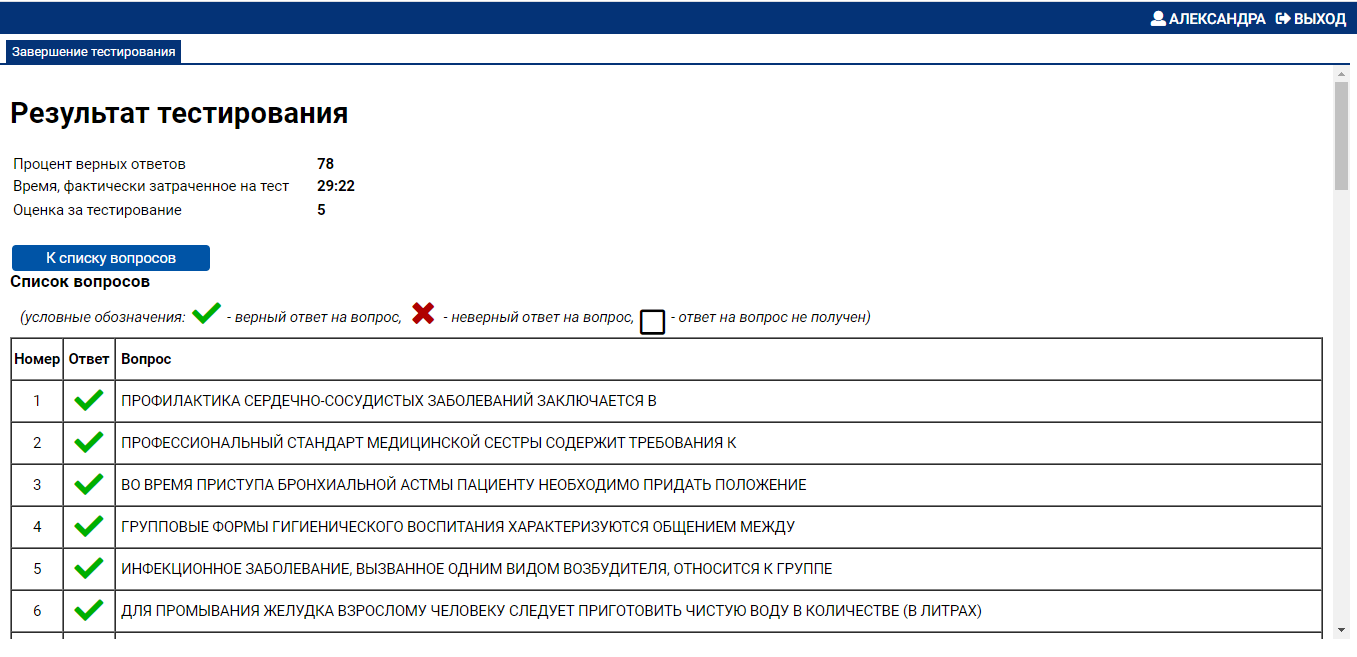 АЛЕКСАНДРА ВЫХОД
Завершение тестирования
Результат тестирования
Процент верных ответов 78
Время, фактически затраченное на тест 29:22
Оценка за тестирование 5
К списку вопросов
Список вопросов
(условные обозначения: - верный ответ на вопрос, - неверный ответ на вопрос, - ответ на вопрос не получен)
Номер Ответ Вопрос
1 ПРОФИЛАКТИКА СЕРДЕЧНО-СОСУДИСТЫХ ЗАБОЛЕВАНИЙ ЗАКЛЮЧАЕТСЯ В
2 ПРОФЕССИОНАЛЬНЫЙ СТАНДАРТ МЕДИЦИНСКОЙ СЕСТРЫ СОДЕРЖИТ ТРЕБОВАНИЯ К
3 ВО ВРЕМЯ ПРИСТУПА БРОНХИАЛЬНОЙ АСТМЫ ПАЦИЕНТУ НЕОБХОДИМО ПРИДАТЬ ПОЛОЖЕНИЕ
4 ГРУППОВЫЕ ФОРМЫ ГИГИЕНИЧЕСКОГО ВОСПИТАНИЯ ХАРАКТЕРИЗУЮТСЯ ОБЩЕНИЕМ МЕЖДУ
5 ИНФЕКЦИОННОЕ ЗАБОЛЕВАНИЕ, ВЫЗВАННОЕ ОДНИМ ВИДОМ ВОЗБУДИТЕЛЯ, ОТНОСИТСЯ К ГРУППЕ
6 ДЛЯ ПРОМЫВАНИЯ ЖЕЛУДКА ВЗРОСЛОМУ ЧЕЛОВЕКУ СЛЕДУЕТ ПРИГОТОВИТЬ ЧИСТУЮ ВОДУ В КОЛИЧЕСТВЕ (В ЛИТРАХ)